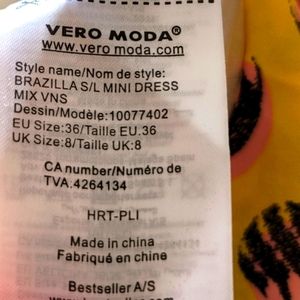 VERO MODA®
www.vero moda.com
Style name/Nom de style:
BRAZILLA S/L MINI DRESS
MIX VNS
Dessin/Modèle:10077402
EU Size:36/Taille EU.36
UK Size:8/Taille UK:8
CA number/Numéro de
TVA:4264134
HRT-PLI
Made in china
Fabriqué en chine
Bestseller A/S